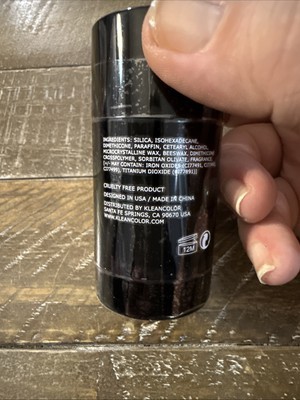 INGREDIENTS: SILICA, ISOHEXADECANE,
DIMETHICONE, PARAFFIN, CETEARYL ALCOHOL,
MICROCRYSTALLINE WAX, BEESWAX, DIMETHICONE
CROSSPOLYMER, SORBITAN OLIVATE, FRAGRANCE
[+/- MAY CONTAIN: IRON OXIDES (CI77491, CI
CI77499), TITANIUM DIOXIDE (CI77891)]
CRUELTY FREE PRODUCT
DESIGNED IN USA / MADE IN CHINA
DISTRIBUTED BY KLEANCOLOR
SANTA FE SPRINGS, CA 90670 USA
WWW.KLEANCOLOR.COM
12M